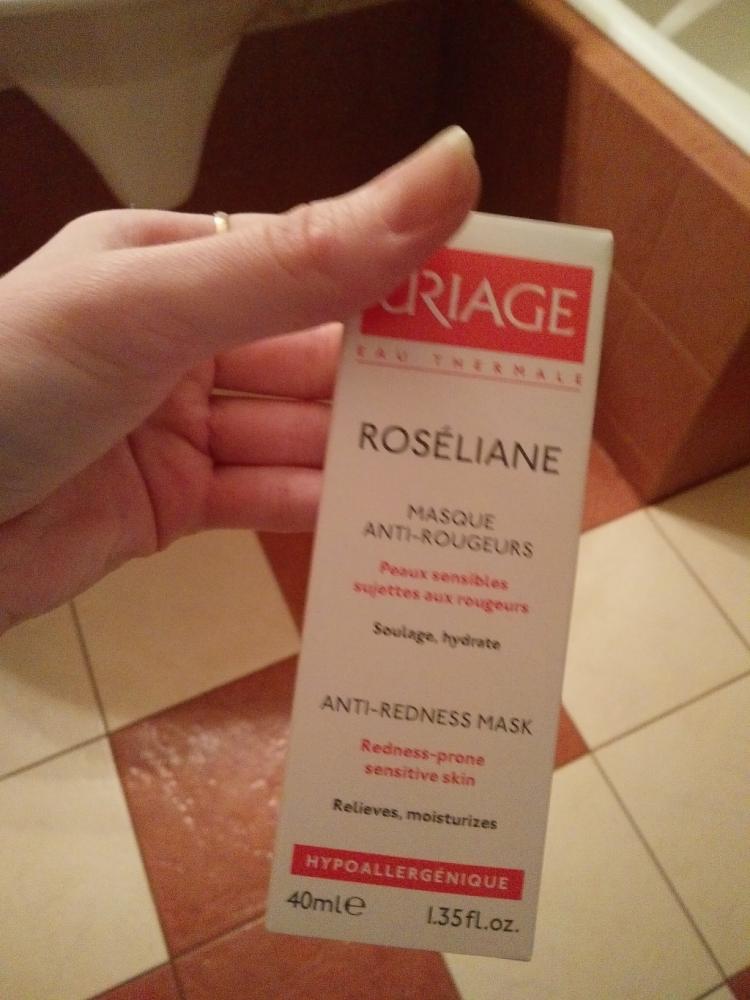 URIAGE
EAU THERMALE
ROSÉLIANE
MASQUE
ANTI-ROUGEURS
Peaux sensibles
sujettes aux rougeurs
Soulage, hydrate
ANTI-REDNESS MASK
Redness-prone
sensitive skin
Relieves, moisturizes
HYPOALLERGÉNIQUE
40ml℮ 1.35fl.oz.